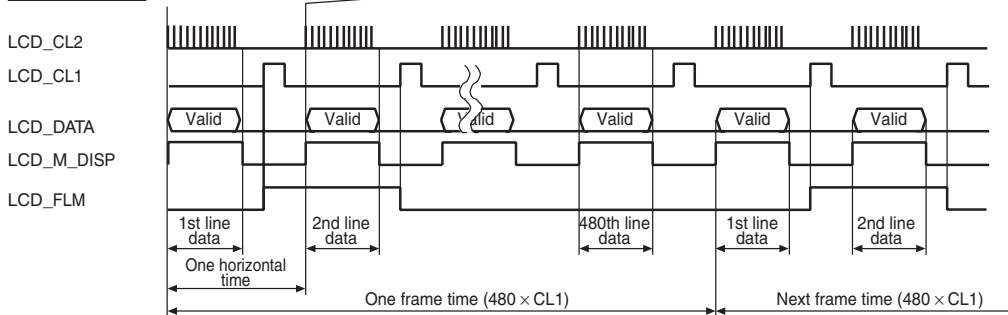 LCD_CL2
LCD_CL1
LCD_DATA
Valid
Valid
Valid
Valid
Valid
Valid
LCD_M_DISP
LCD_FLM
1st line
data
2nd line
data
480th line
data
1st line
data
2nd line
data
One horizontal
time
One frame time (480 × CL1)
Next frame time (480 × CL1)